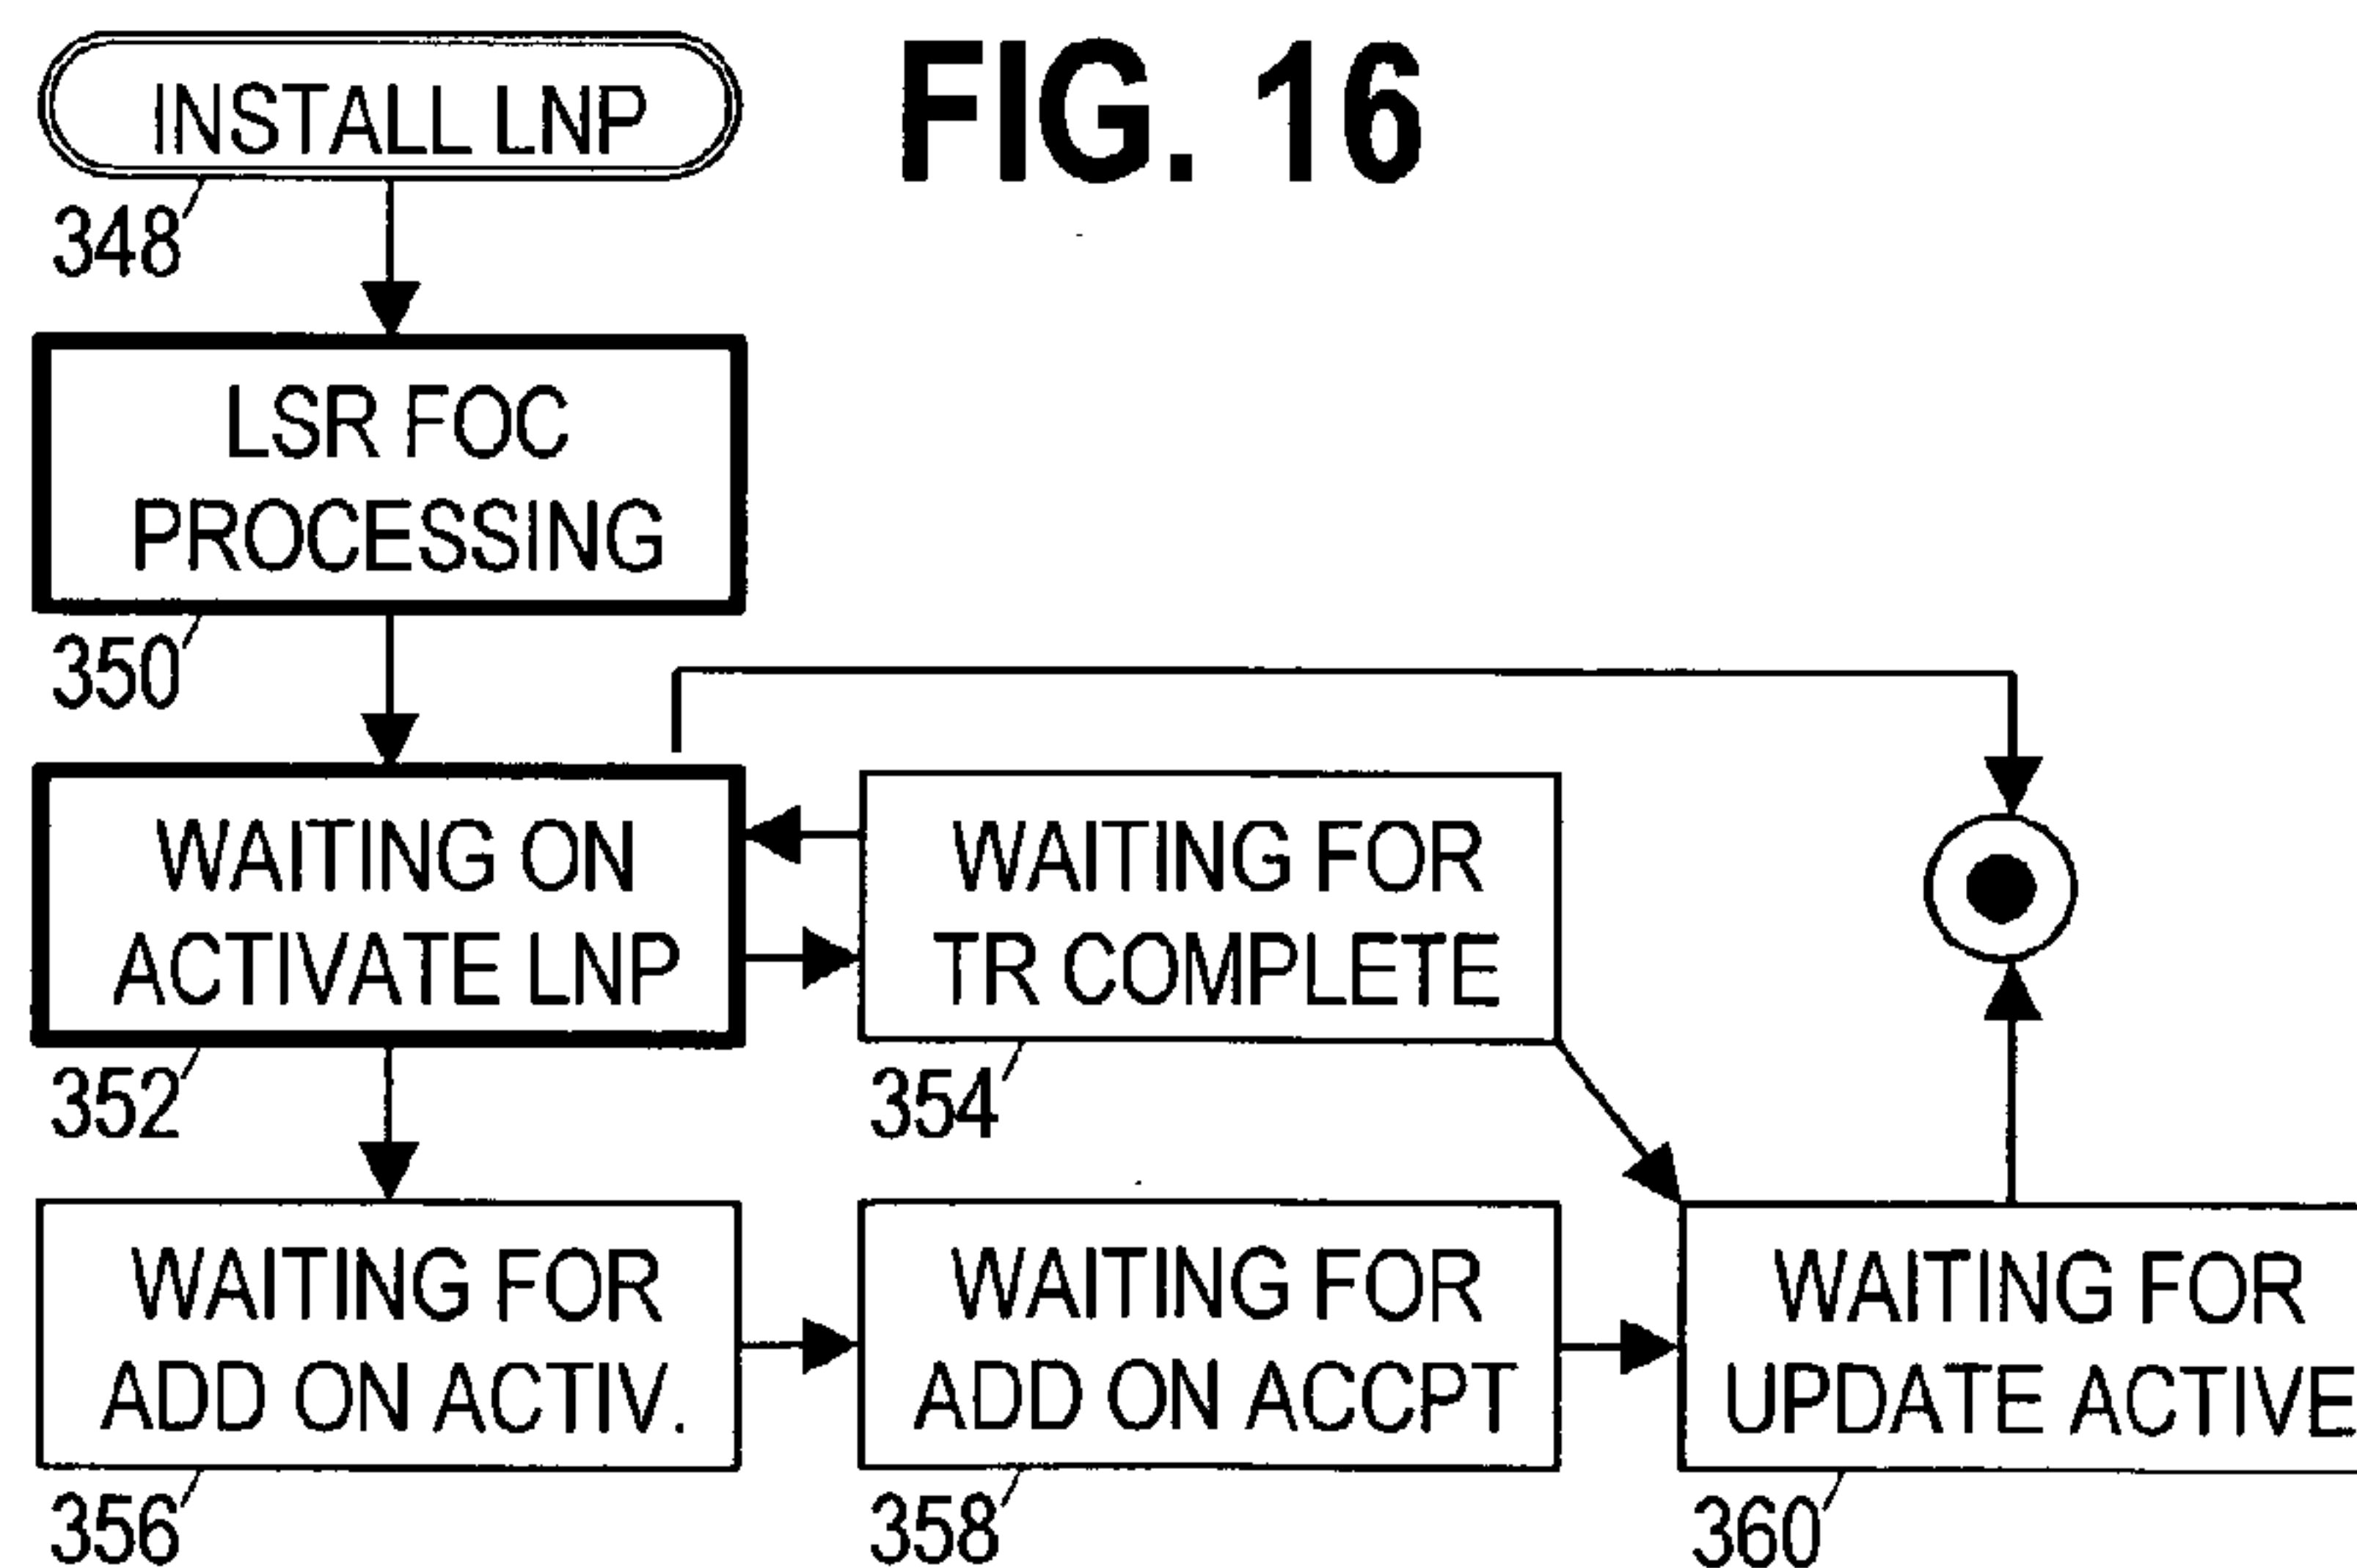 INSTALL LNP
FIG. 16
348
LSR FOC
PROCESSING
350
WAITING ON
ACTIVATE LNP
352
WAITING FOR
TR COMPLETE
354
WAITING FOR
ADD ON ACTIV.
356
WAITING FOR
ADD ON ACCPT
358
WAITING FOR
UPDATE ACTIVE
360